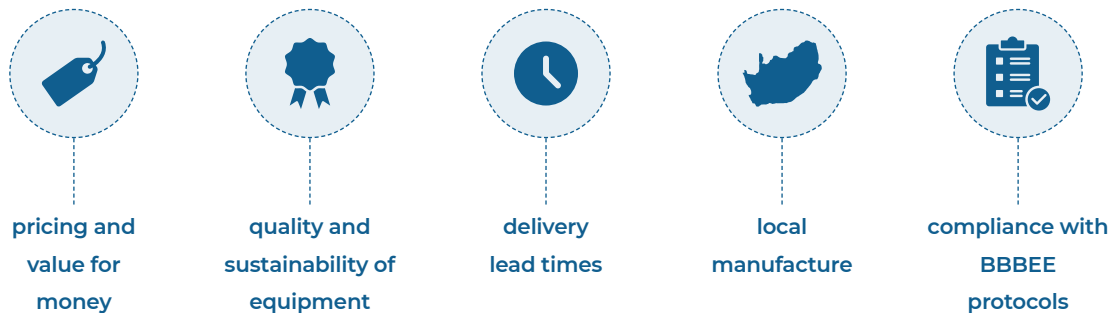 pricing and
value for
money
quality and
sustainability of
equipment
delivery
lead times
local
manufacture
compliance with
BBBEE
protocols